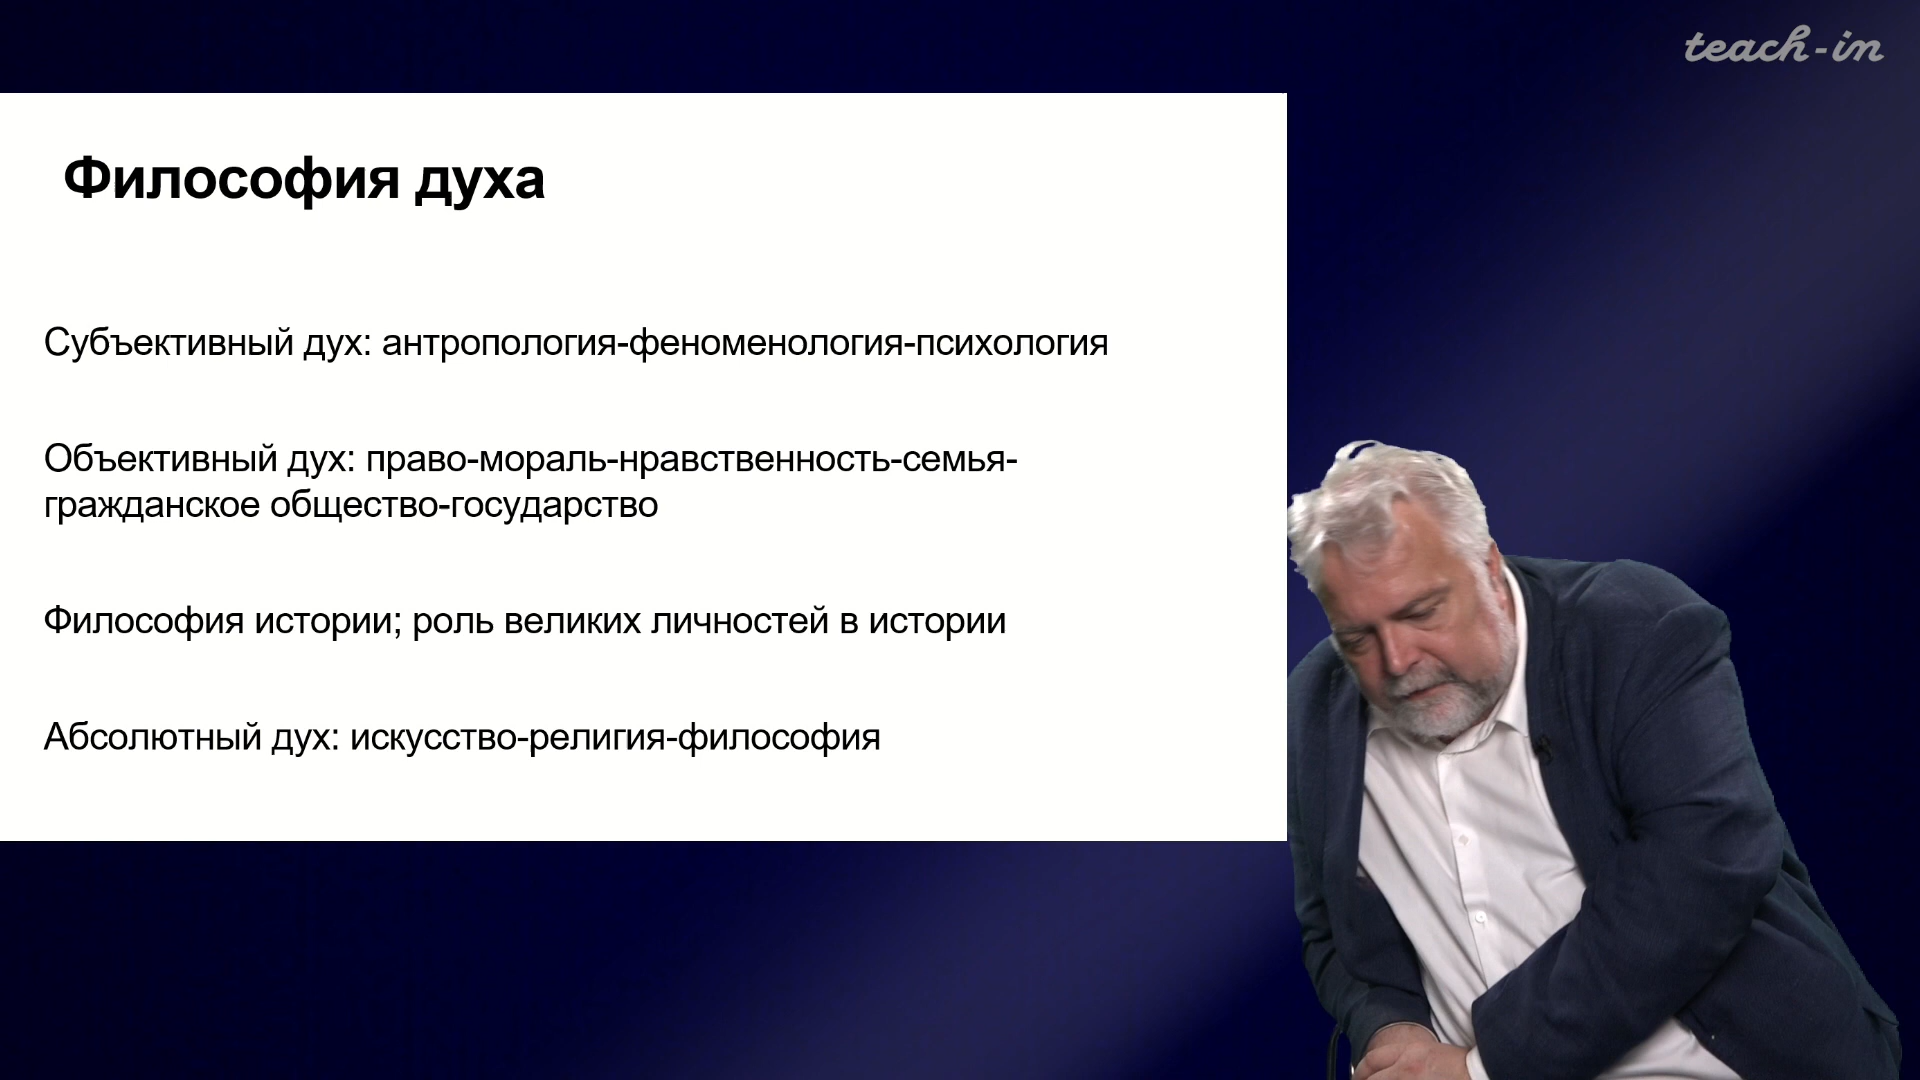 teach-in
Философия духа
Субъективный дух: антропология-феноменология-психология
Объективный дух: право-мораль-нравственность-семья-
гражданское общество-государство
Философия истории; роль великих личностей в истории
Абсолютный дух: искусство-религия-философия